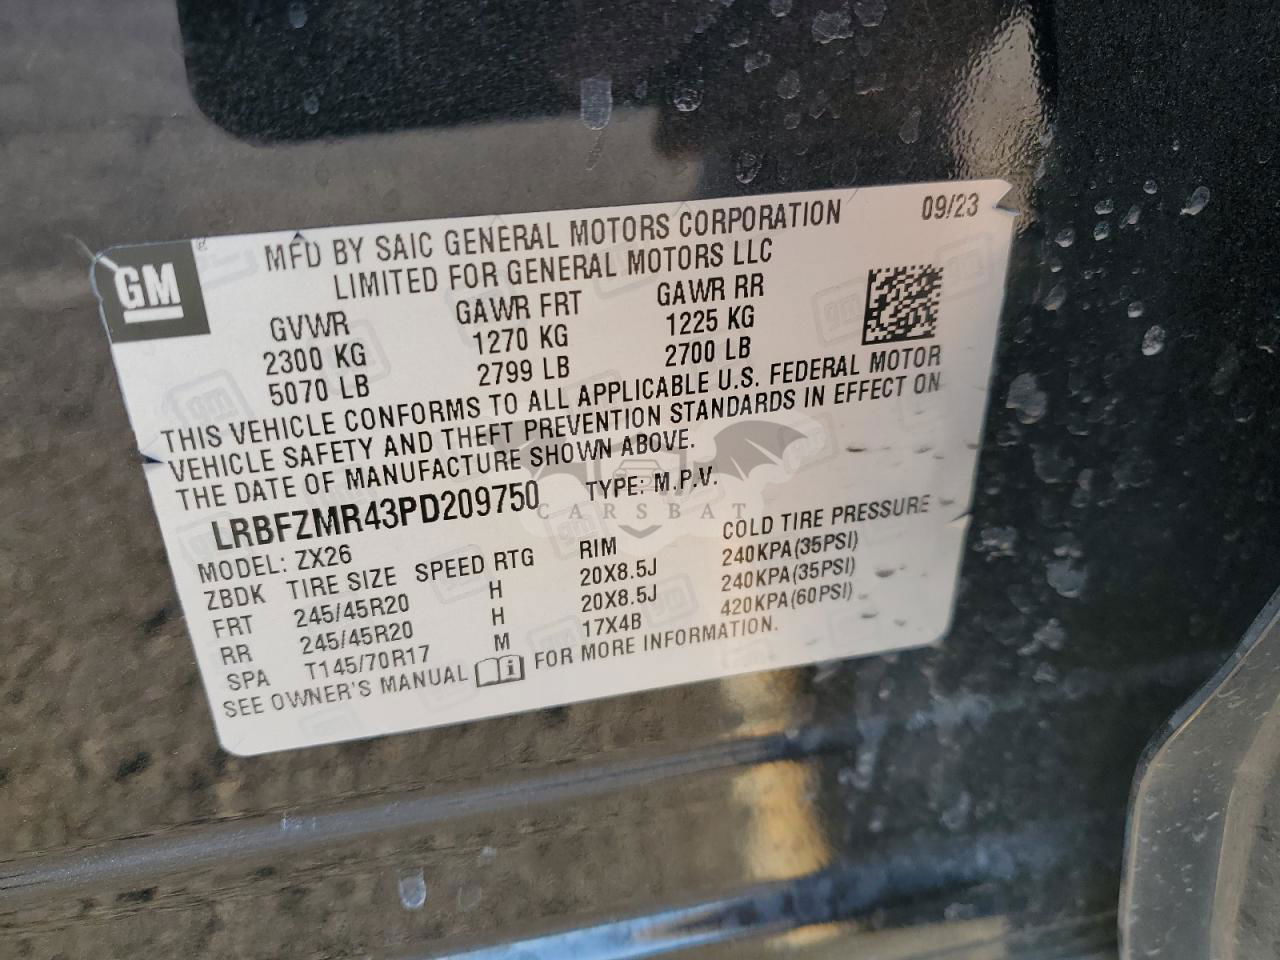 GM
MFD BY SAIC GENERAL MOTORS CORPORATION 09/23
LIMITED FOR GENERAL MOTORS LLC
GVWR GAWR FRT GAWR RR
2300 KG 1270 KG 1225 KG
5070 LB 2799 LB 2700 LB
THIS VEHICLE CONFORMS TO ALL APPLICABLE U.S. FEDERAL MOTOR
VEHICLE SAFETY AND THEFT PREVENTION STANDARDS IN EFFECT ON
THE DATE OF MANUFACTURE SHOWN ABOVE.
LRBFZMR43PD209750 TYPE: M.P.V.
CARSBAT
MODEL: ZX26
ZBDK TIRE SIZE SPEED RTG RIM COLD TIRE PRESSURE
FRT 245/45R20 H 20X8.5J 240KPA(35PSI)
RR 245/45R20 H 20X8.5J 240KPA(35PSI)
SPA T145/70R17 M 17X4B 420KPA(60PSI)
SEE OWNER'S MANUAL i FOR MORE INFORMATION.